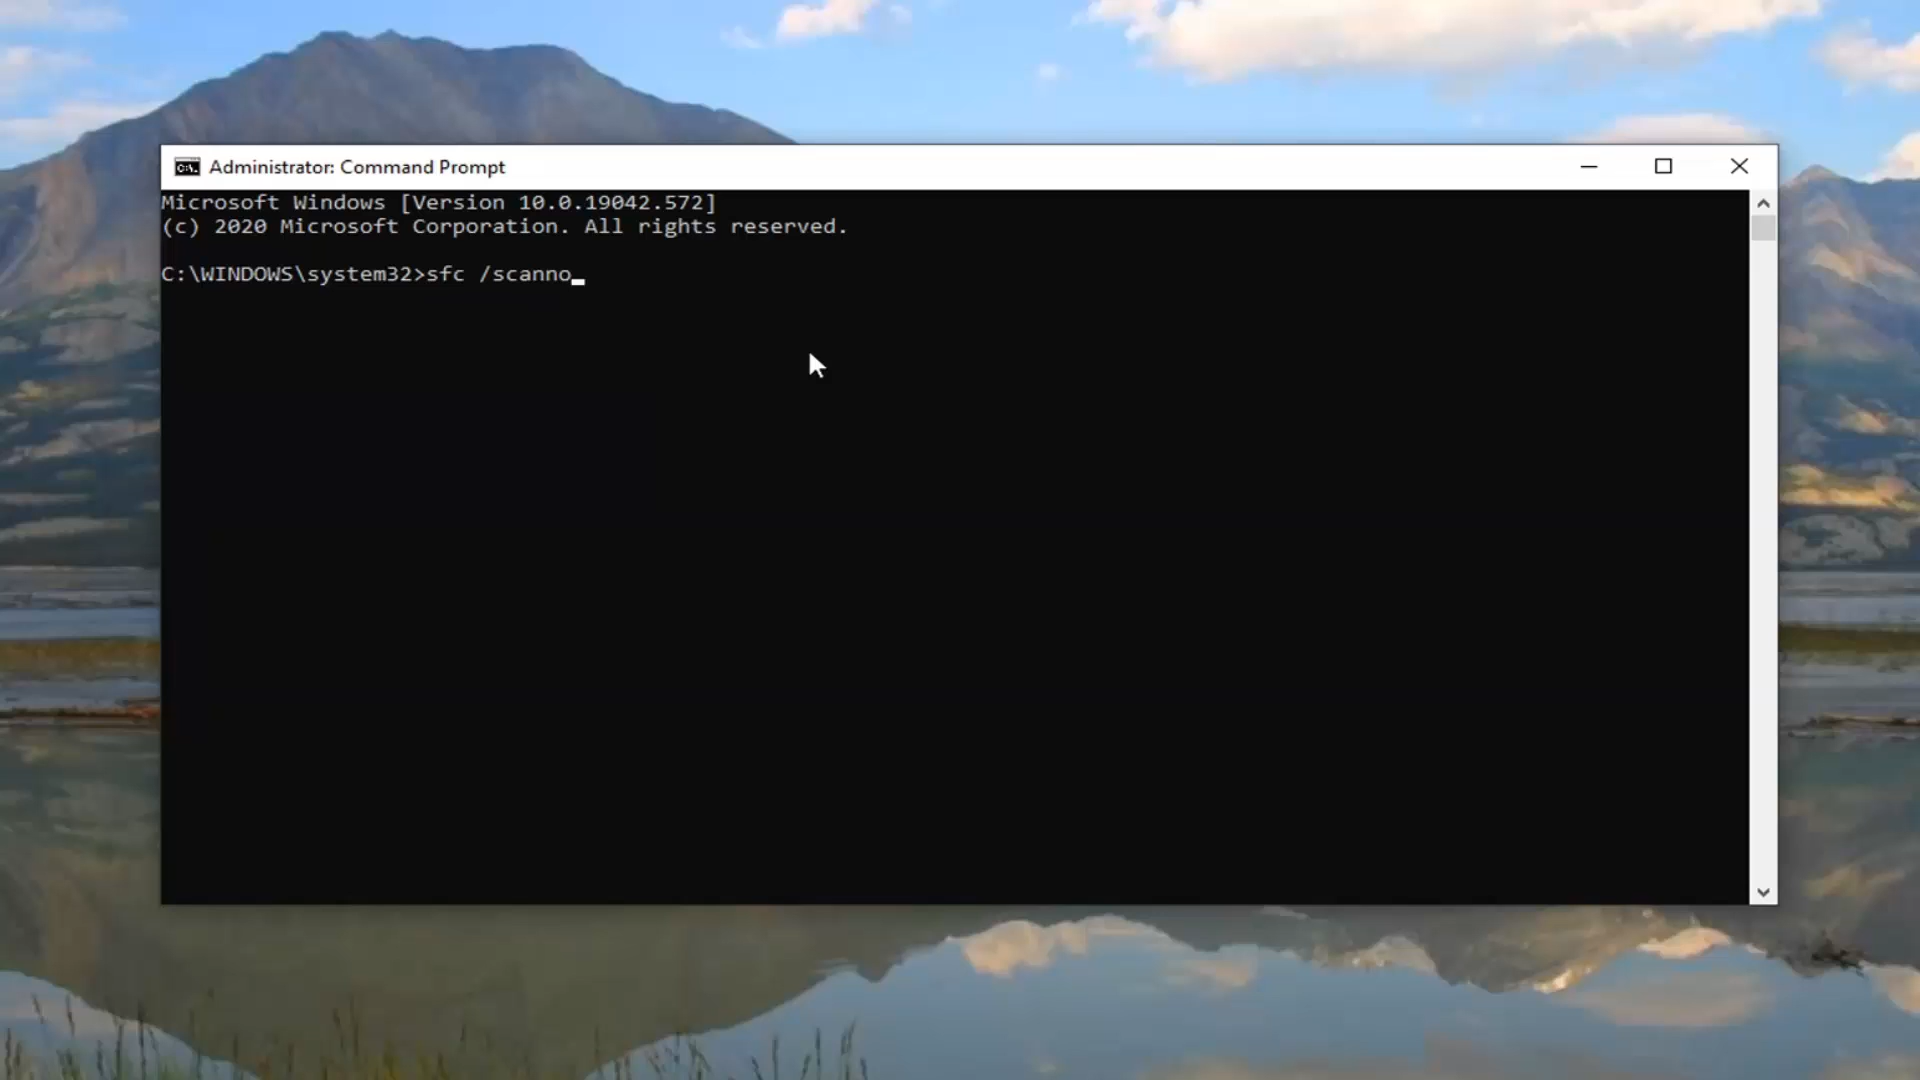 Administrator: Command Prompt
Microsoft Windows [Version 10.0.19042.572]
(c) 2020 Microsoft Corporation. All rights reserved.
C:\WINDOWS\system32>sfc /scanno